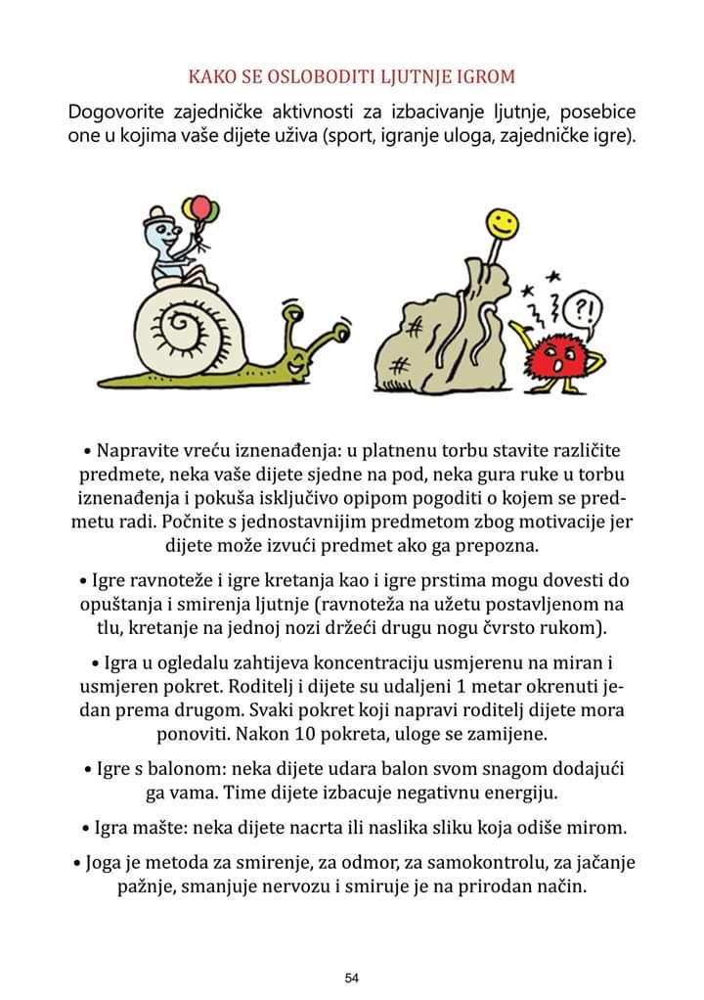 KAKO SE OSLOBODITI LJUTNJE IGROM
Dogovorite zajedničke aktivnosti za izbacivanje ljutnje, posebice
one u kojima vaše dijete uživa (sport, igranje uloga, zajedničke igre).
?!
• Napravite vreću iznenađenja: u platnenu torbu stavite različite
predmete, neka vaše dijete sjedne na pod, neka gura ruke u torbu
iznenađenja i pokuša isključivo opipom pogoditi o kojem se pred-
metu radi. Počnite s jednostavnijim predmetom zbog motivacije jer
dijete može izvući predmet ako ga prepozna.
• Igre ravnoteže i igre kretanja kao i igre prstima mogu dovesti do
opuštanja i smirenja ljutnje (ravnoteža na užetu postavljenom na
tlu, kretanje na jednoj nozi držeći drugu nogu čvrsto rukom).
• Igra u ogledalu zahtijeva koncentraciju usmjerenu na miran i
usmjeren pokret. Roditelj i dijete su udaljeni 1 metar okrenuti je-
dan prema drugom. Svaki pokret koji napravi roditelj dijete mora
ponoviti. Nakon 10 pokreta, uloge se zamijene.
• Igre s balonom: neka dijete udara balon svom snagom dodajući
ga vama. Time dijete izbacuje negativnu energiju.
• Igra mašte: neka dijete nacrta ili naslika sliku koja odiše mirom.
• Joga je metoda za smirenje, za odmor, za samokontrolu, za jačanje
pažnje, smanjuje nervozu i smiruje je na prirodan način.
54